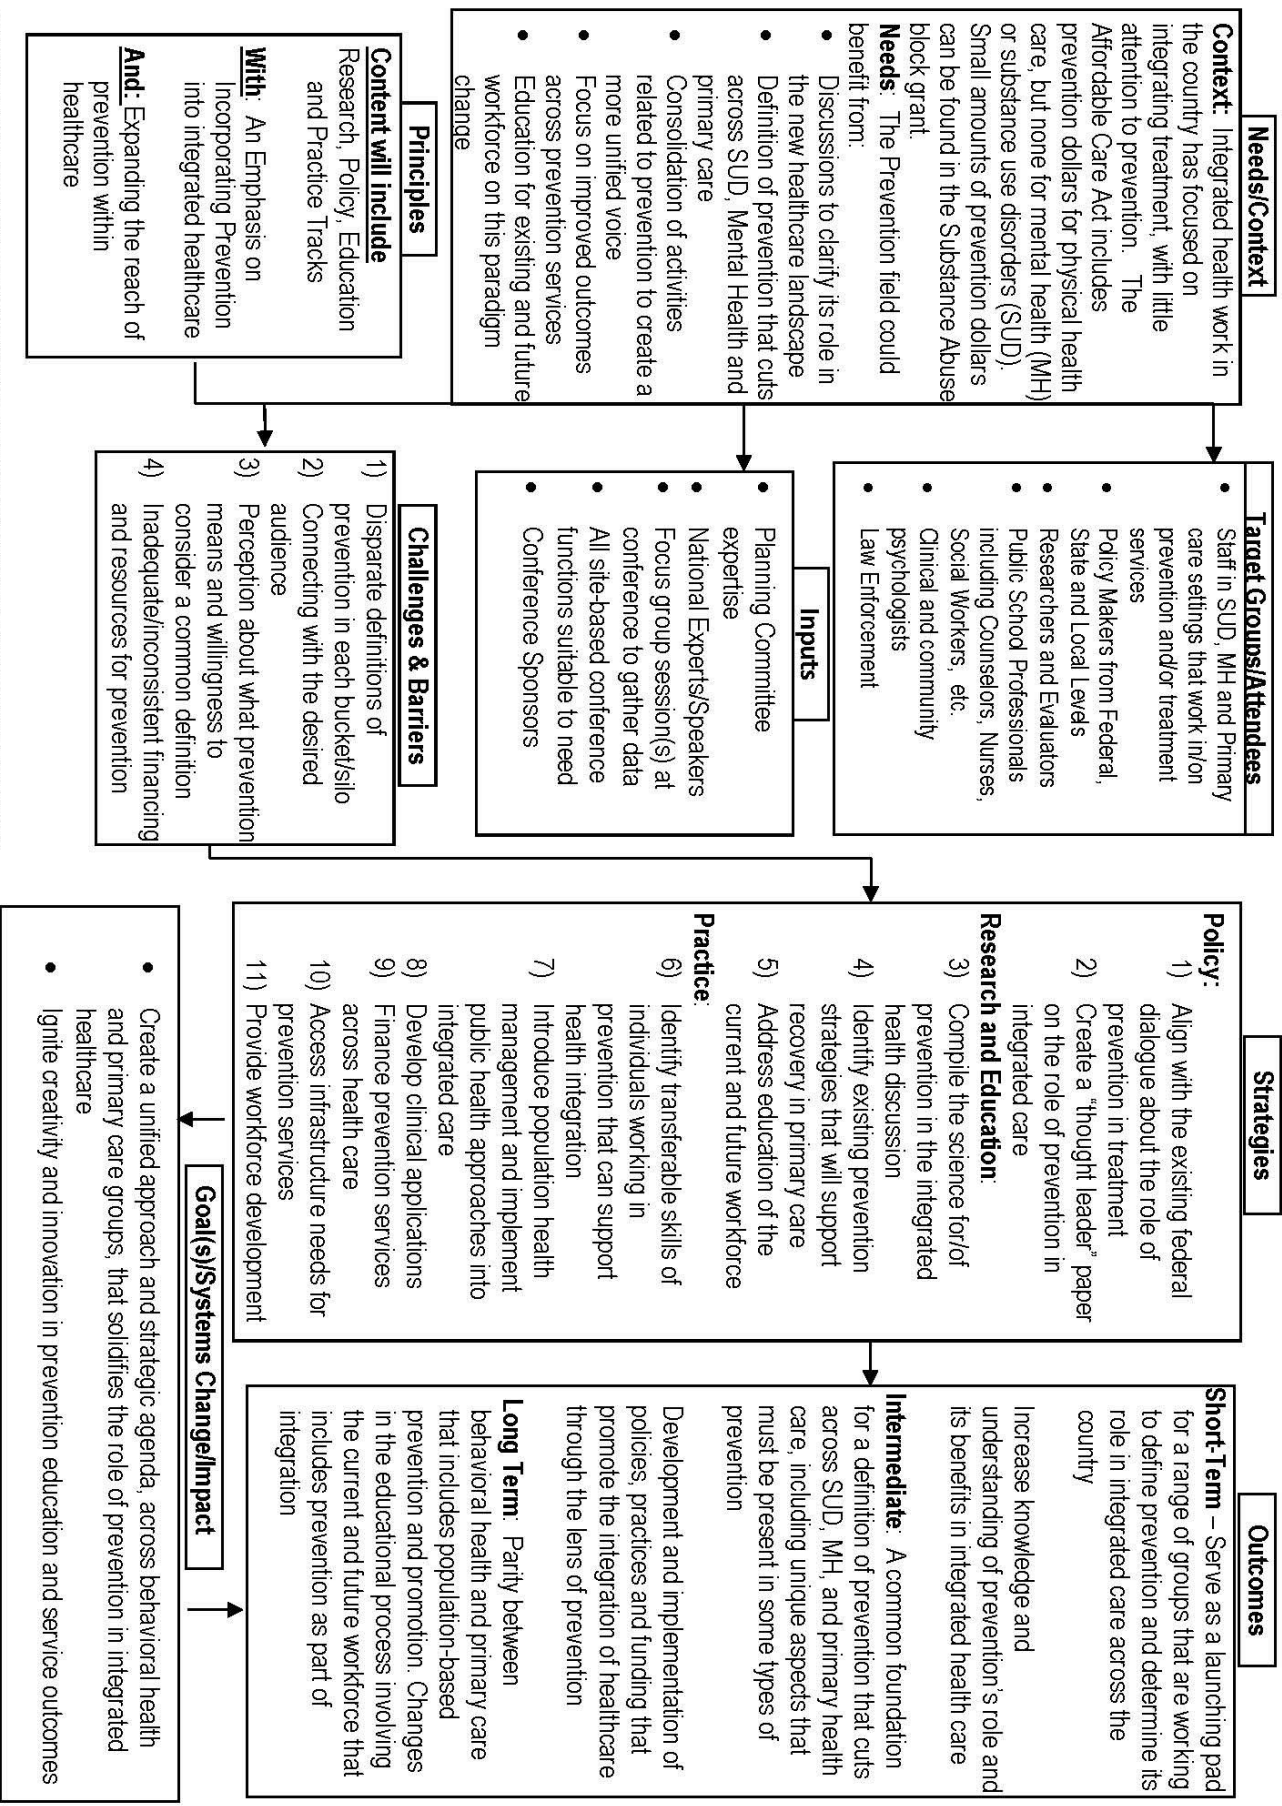 Needs/Context
Context: Integrated health work in
the country has focused on
integrating treatment, with little
attention to prevention. The
Affordable Care Act includes
prevention dollars for physical health
care, but none for mental health (MH)
or substance use disorders (SUD).
Small amounts of prevention dollars
can be found in the Substance Abuse
block grant.
Needs: The Prevention field could
benefit from:
• Discussions to clarify its role in
the new healthcare landscape
• Definition of prevention that cuts
across SUD, Mental Health and
primary care
• Consolidation of activities
related to prevention to create a
more unified voice
• Focus on improved outcomes
across prevention services
• Education for existing and future
workforce on this paradigm
change
Principles
Content will include
Research, Policy, Education
and Practice Tracks
With: An Emphasis on
Incorporating Prevention
into integrated healthcare
And: Expanding the reach of
prevention within
healthcare
Target Groups/Attendees
• Staff in SUD, MH and Primary
care settings that work in/on
prevention and/or treatment
services
• Policy Makers from Federal,
State and Local Levels
• Researchers and Evaluators
• Public School Professionals
including Counselors, Nurses,
Social Workers, etc.
• Clinical and community
psychologists
• Law Enforcement
Inputs
• Planning Committee
expertise
• National Experts/Speakers
• Focus group session(s) at
conference to gather data
• All site-based conference
functions suitable to need
• Conference Sponsors
Challenges & Barriers
1) Disparate definitions of
prevention in each bucket/silo
2) Connecting with the desired
audience
3) Perception about what prevention
means and willingness to
consider a common definition
4) Inadequate/inconsistent financing
and resources for prevention
Strategies
Policy:
1) Align with the existing federal
dialogue about the role of
prevention in treatment
2) Create a “thought leader” paper
on the role of prevention in
integrated care
Research and Education:
3) Compile the science for/of
prevention in the integrated
health discussion
4) Identify existing prevention
strategies that will support
recovery in primary care
5) Address education of the
current and future workforce
Practice:
6) Identify transferable skills of
individuals working in
prevention that can support
health integration
7) Introduce population health
management and implement
public health approaches into
integrated care
8) Develop clinical applications
9) Finance prevention services
across health care
10) Access infrastructure needs for
prevention services
11) Provide workforce development
Outcomes
Short-Term – Serve as a launching pad
for a range of groups that are working
to define prevention and determine its
role in integrated care across the
country
Increase knowledge and
understanding of prevention’s role and
its benefits in integrated health care
Intermediate: A common foundation
for a definition of prevention that cuts
across SUD, MH, and primary health
care, including unique aspects that
must be present in some types of
prevention
Development and implementation of
policies, practices and funding that
promote the integration of healthcare
through the lens of prevention
Long Term: Parity between
behavioral health and primary care
that includes population-based
prevention and promotion. Changes
in the educational process involving
the current and future workforce that
includes prevention as part of
integration
Goal(s)/Systems Change/Impact
• Create a unified approach and strategic agenda, across behavioral health
and primary care groups, that solidifies the role of prevention in integrated
healthcare
• Ignite creativity and innovation in prevention education and service outcomes